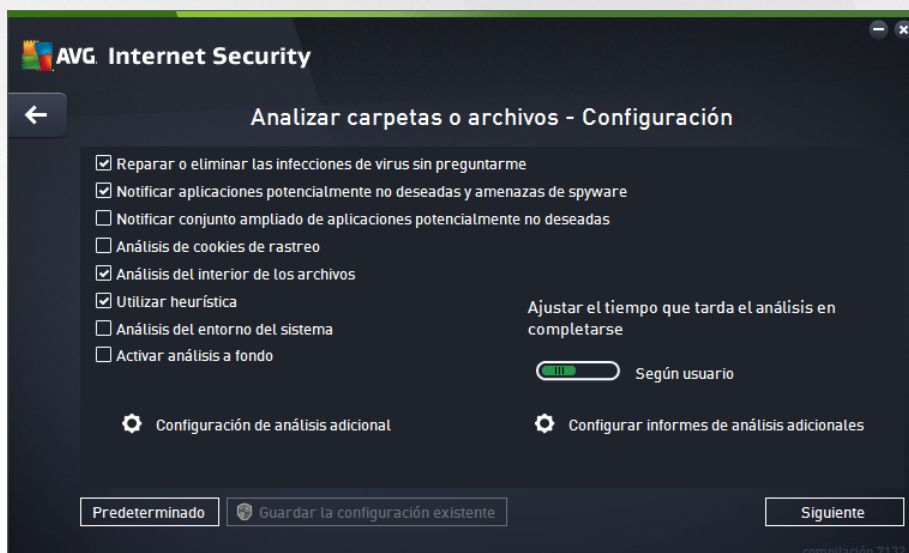 AVG. Internet Security
Analizar carpetas o archivos - Configuración
Reparar o eliminar las infecciones de virus sin preguntarme
Notificar aplicaciones potencialmente no deseadas y amenazas de spyware
Notificar conjunto ampliado de aplicaciones potencialmente no deseadas
Análisis de cookies de rastreo
Análisis del interior de los archivos
Utilizar heurística
Análisis del entorno del sistema
Activar análisis a fondo
Ajustar el tiempo que tarda el análisis en
completarse
Según usuario
Configuración de análisis adicional
Configurar informes de análisis adicionales
Predeterminado
Guardar la configuración existente
Siguiente
compilación 7132